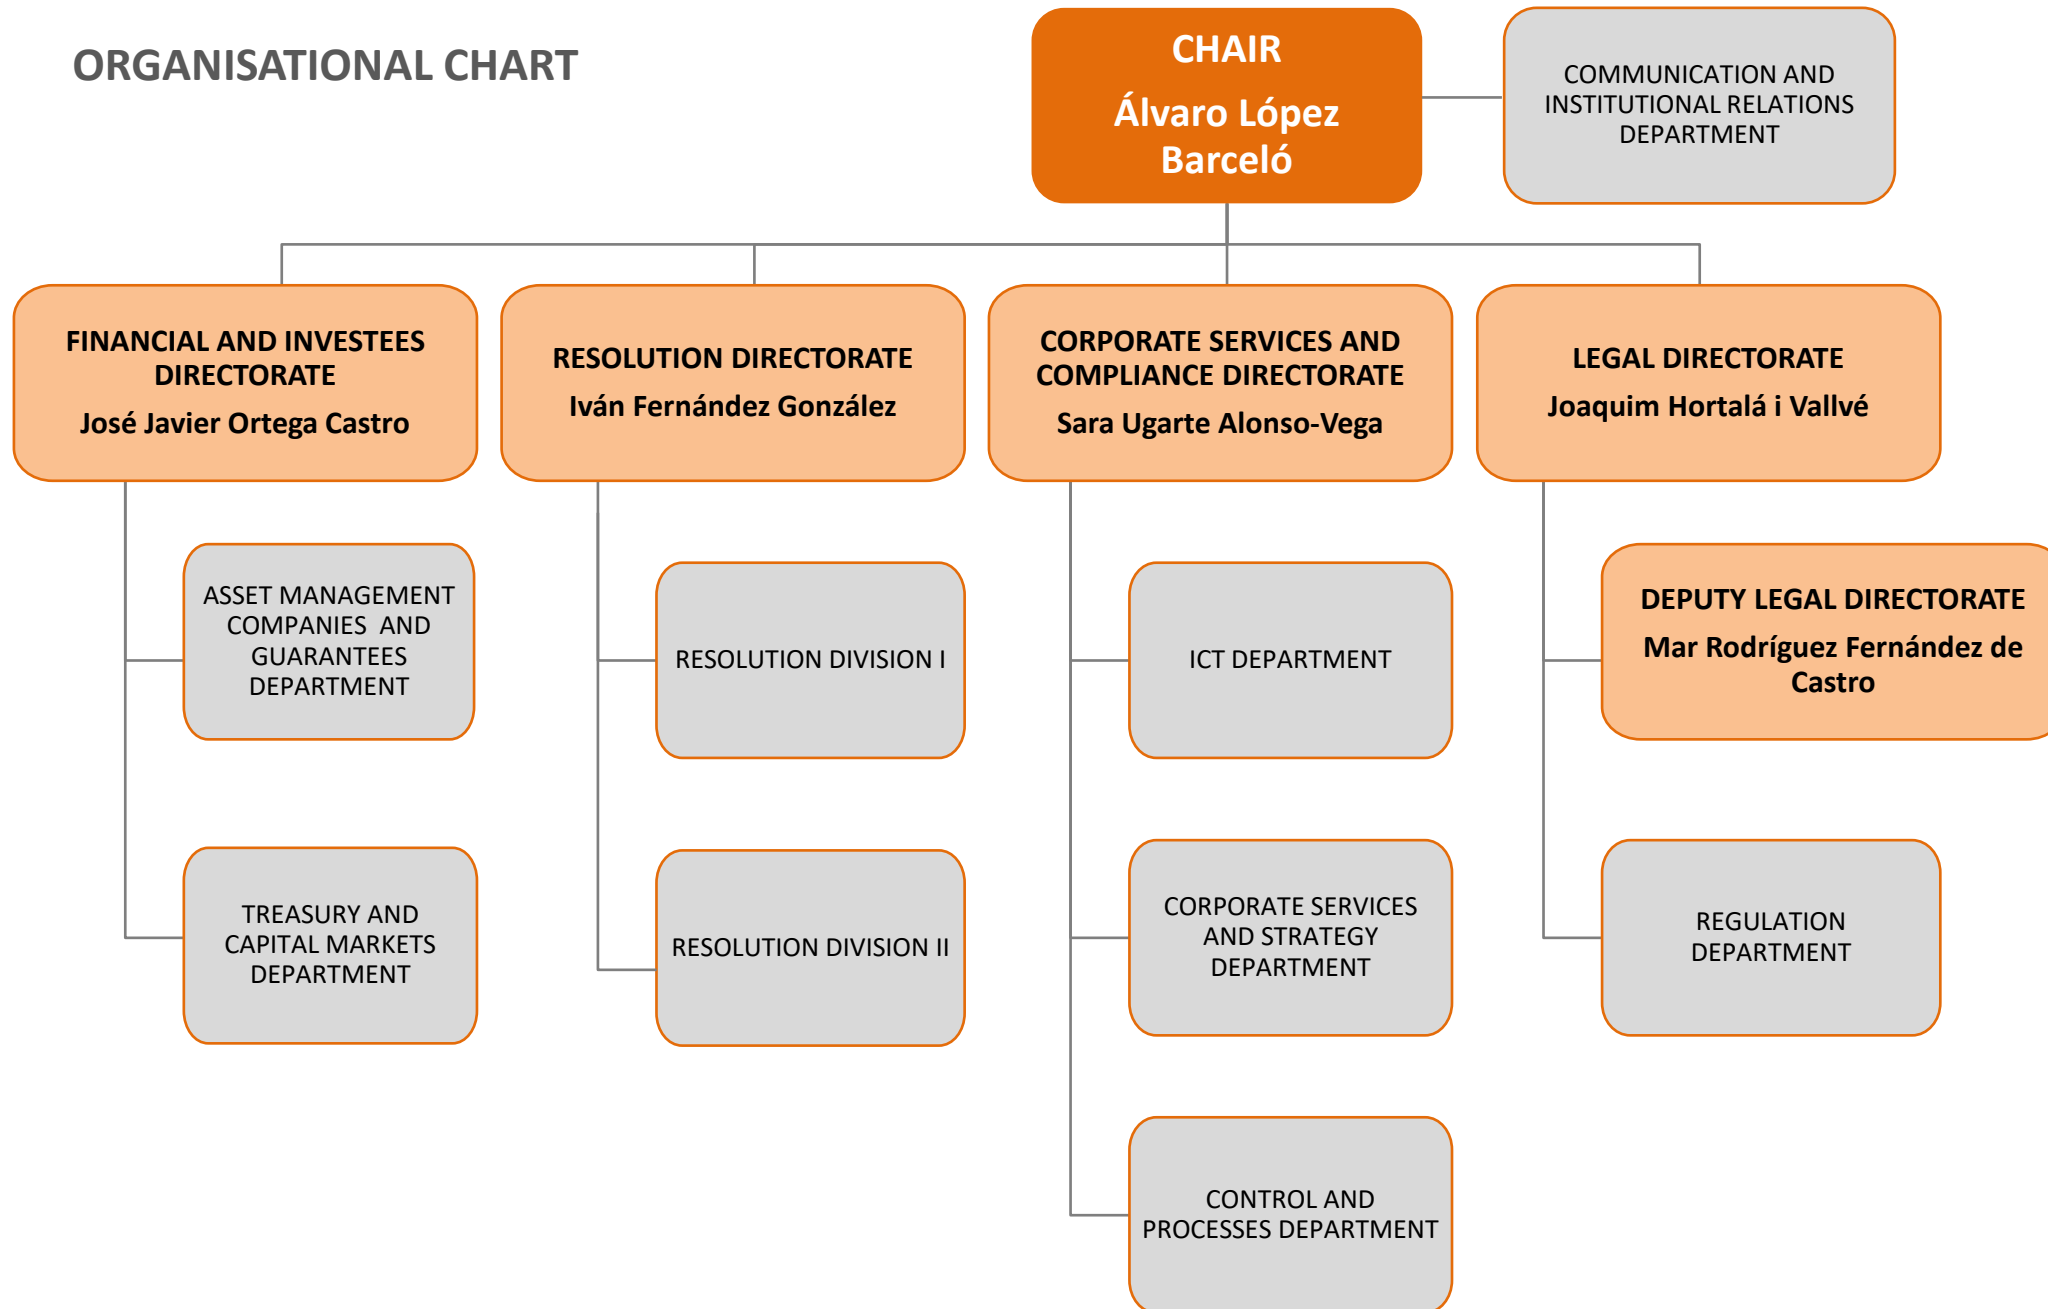 ORGANISATIONAL CHART
CHAIR
Álvaro López
Barceló
COMMUNICATION AND
INSTITUTIONAL RELATIONS
DEPARTMENT
FINANCIAL AND INVESTEES
DIRECTORATE
José Javier Ortega Castro
RESOLUTION DIRECTORATE
Iván Fernández González
CORPORATE SERVICES AND
COMPLIANCE DIRECTORATE
Sara Ugarte Alonso-Vega
LEGAL DIRECTORATE
Joaquim Hortalá i Vallvé
ASSET MANAGEMENT
COMPANIES AND
GUARANTEES
DEPARTMENT
RESOLUTION DIVISION I
ICT DEPARTMENT
DEPUTY LEGAL DIRECTORATE
Mar Rodríguez Fernández de
Castro
TREASURY AND
CAPITAL MARKETS
DEPARTMENT
RESOLUTION DIVISION II
CORPORATE SERVICES
AND STRATEGY
DEPARTMENT
REGULATION
DEPARTMENT
CONTROL AND
PROCESSES DEPARTMENT